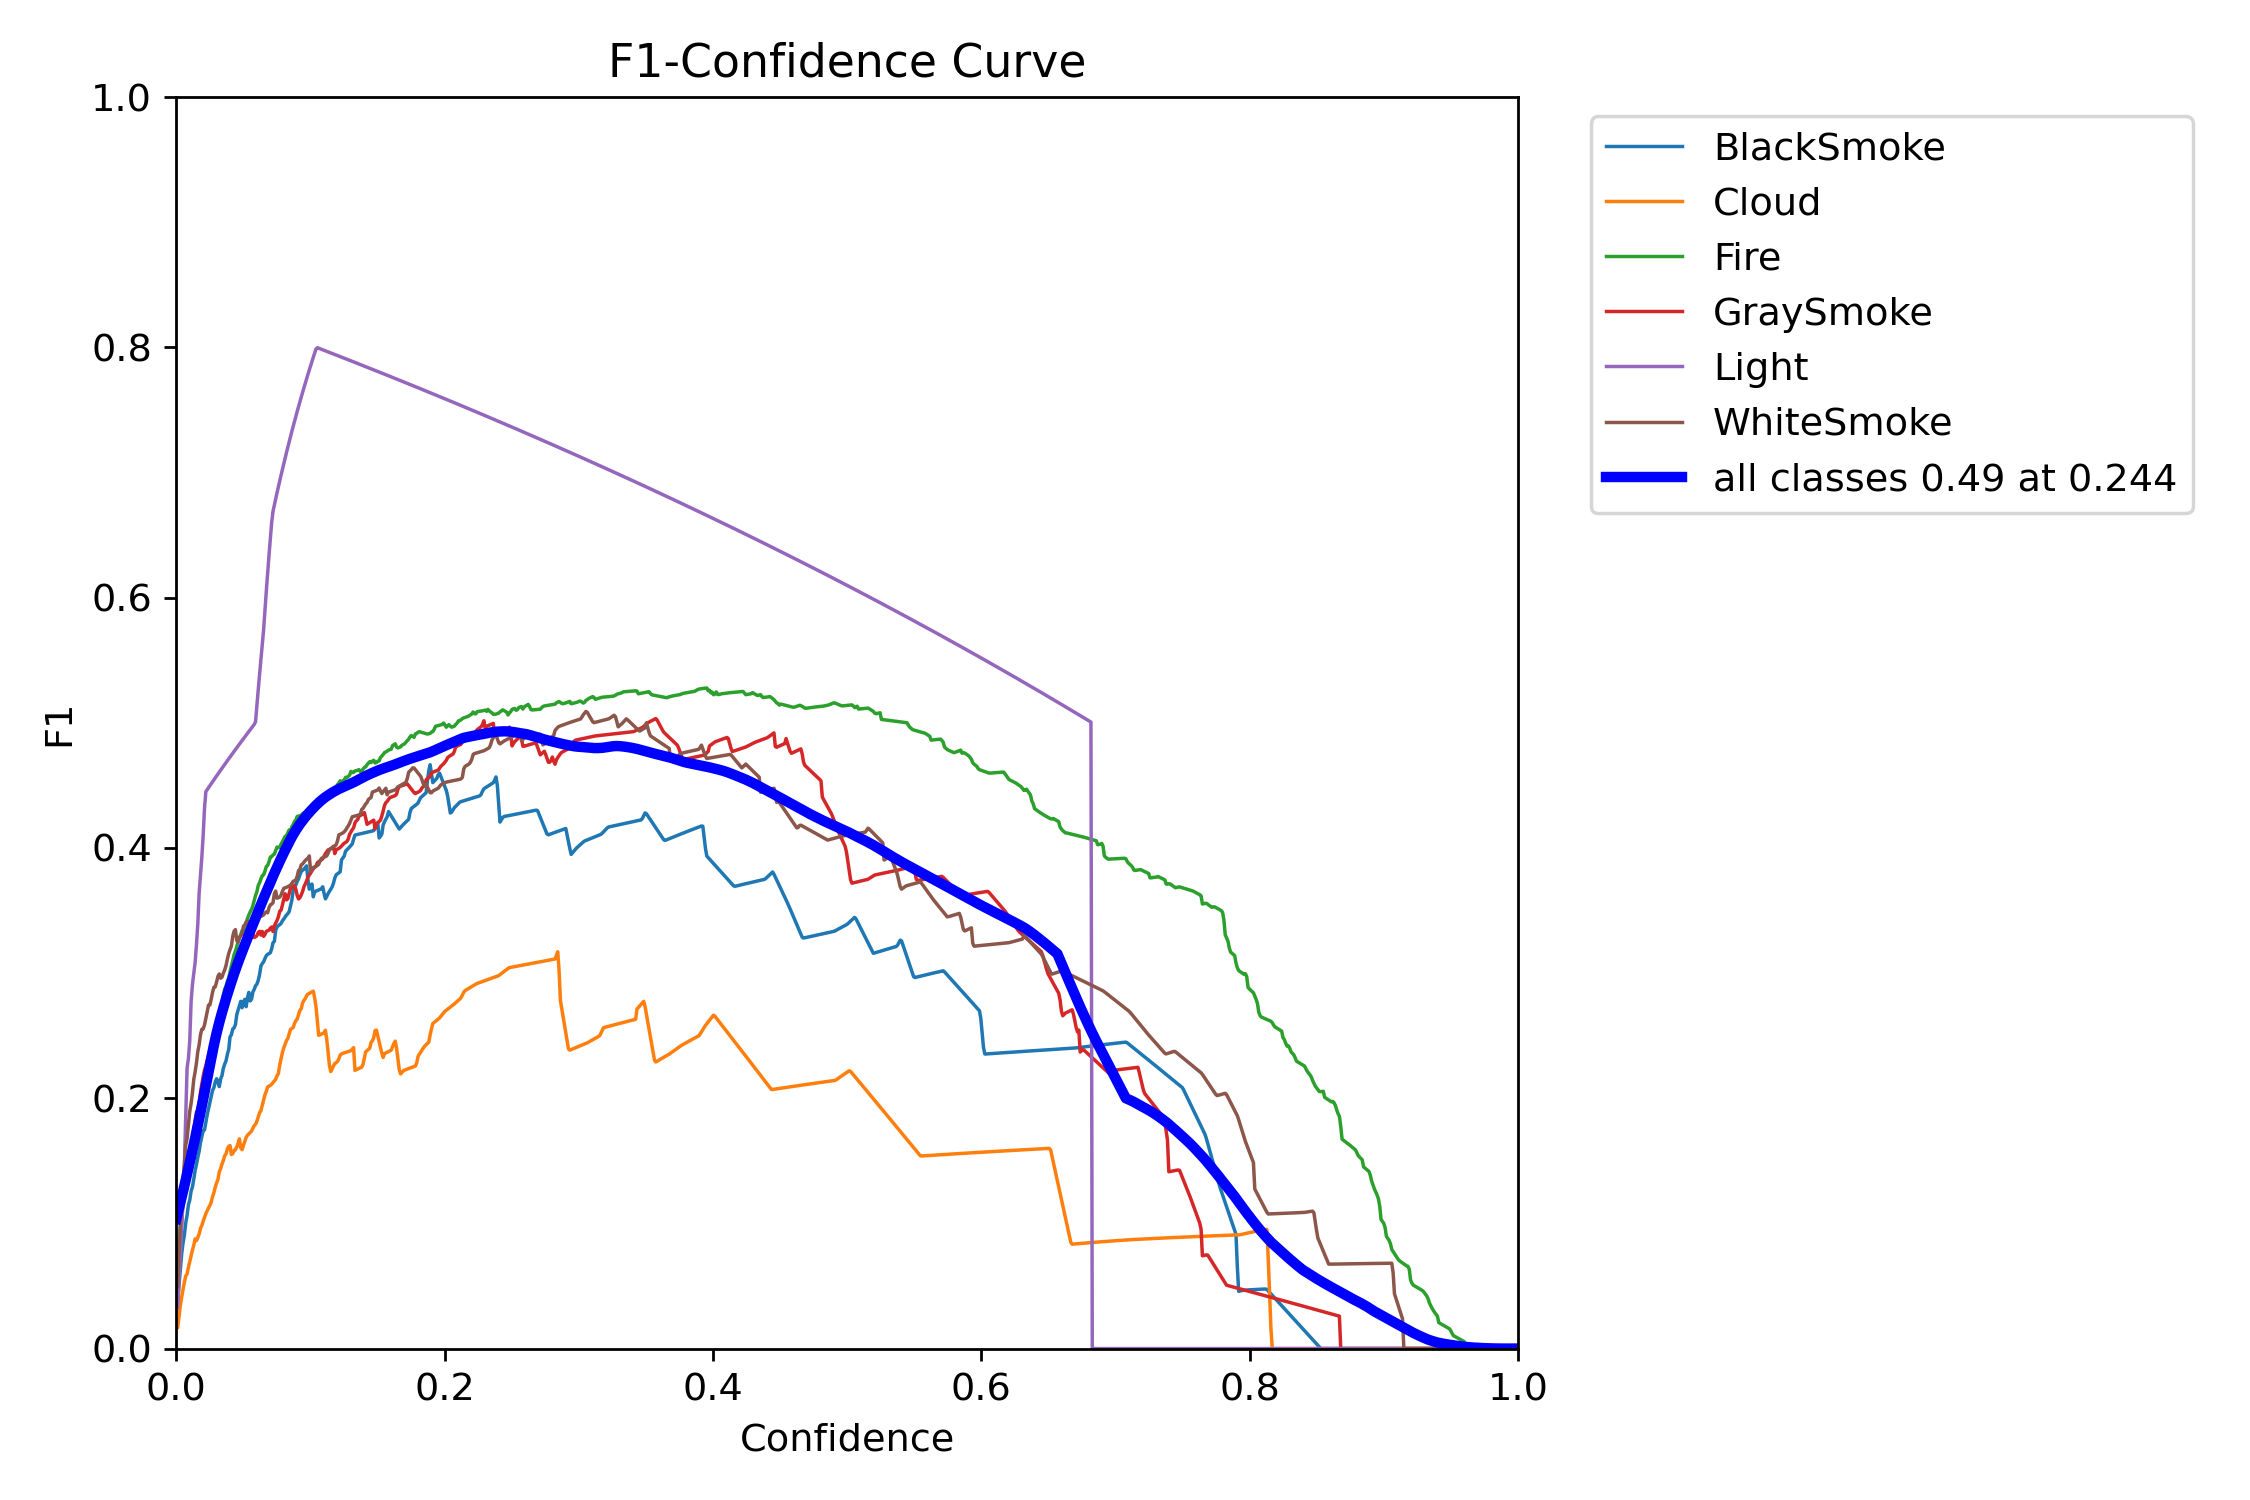 F1-Confidence Curve
1.0
0.8
0.6
0.4
0.2
0.0
F1
0.0 0.2 0.4 0.6 0.8 1.0
Confidence
BlackSmoke
Cloud
Fire
GraySmoke
Light
WhiteSmoke
all classes 0.49 at 0.244